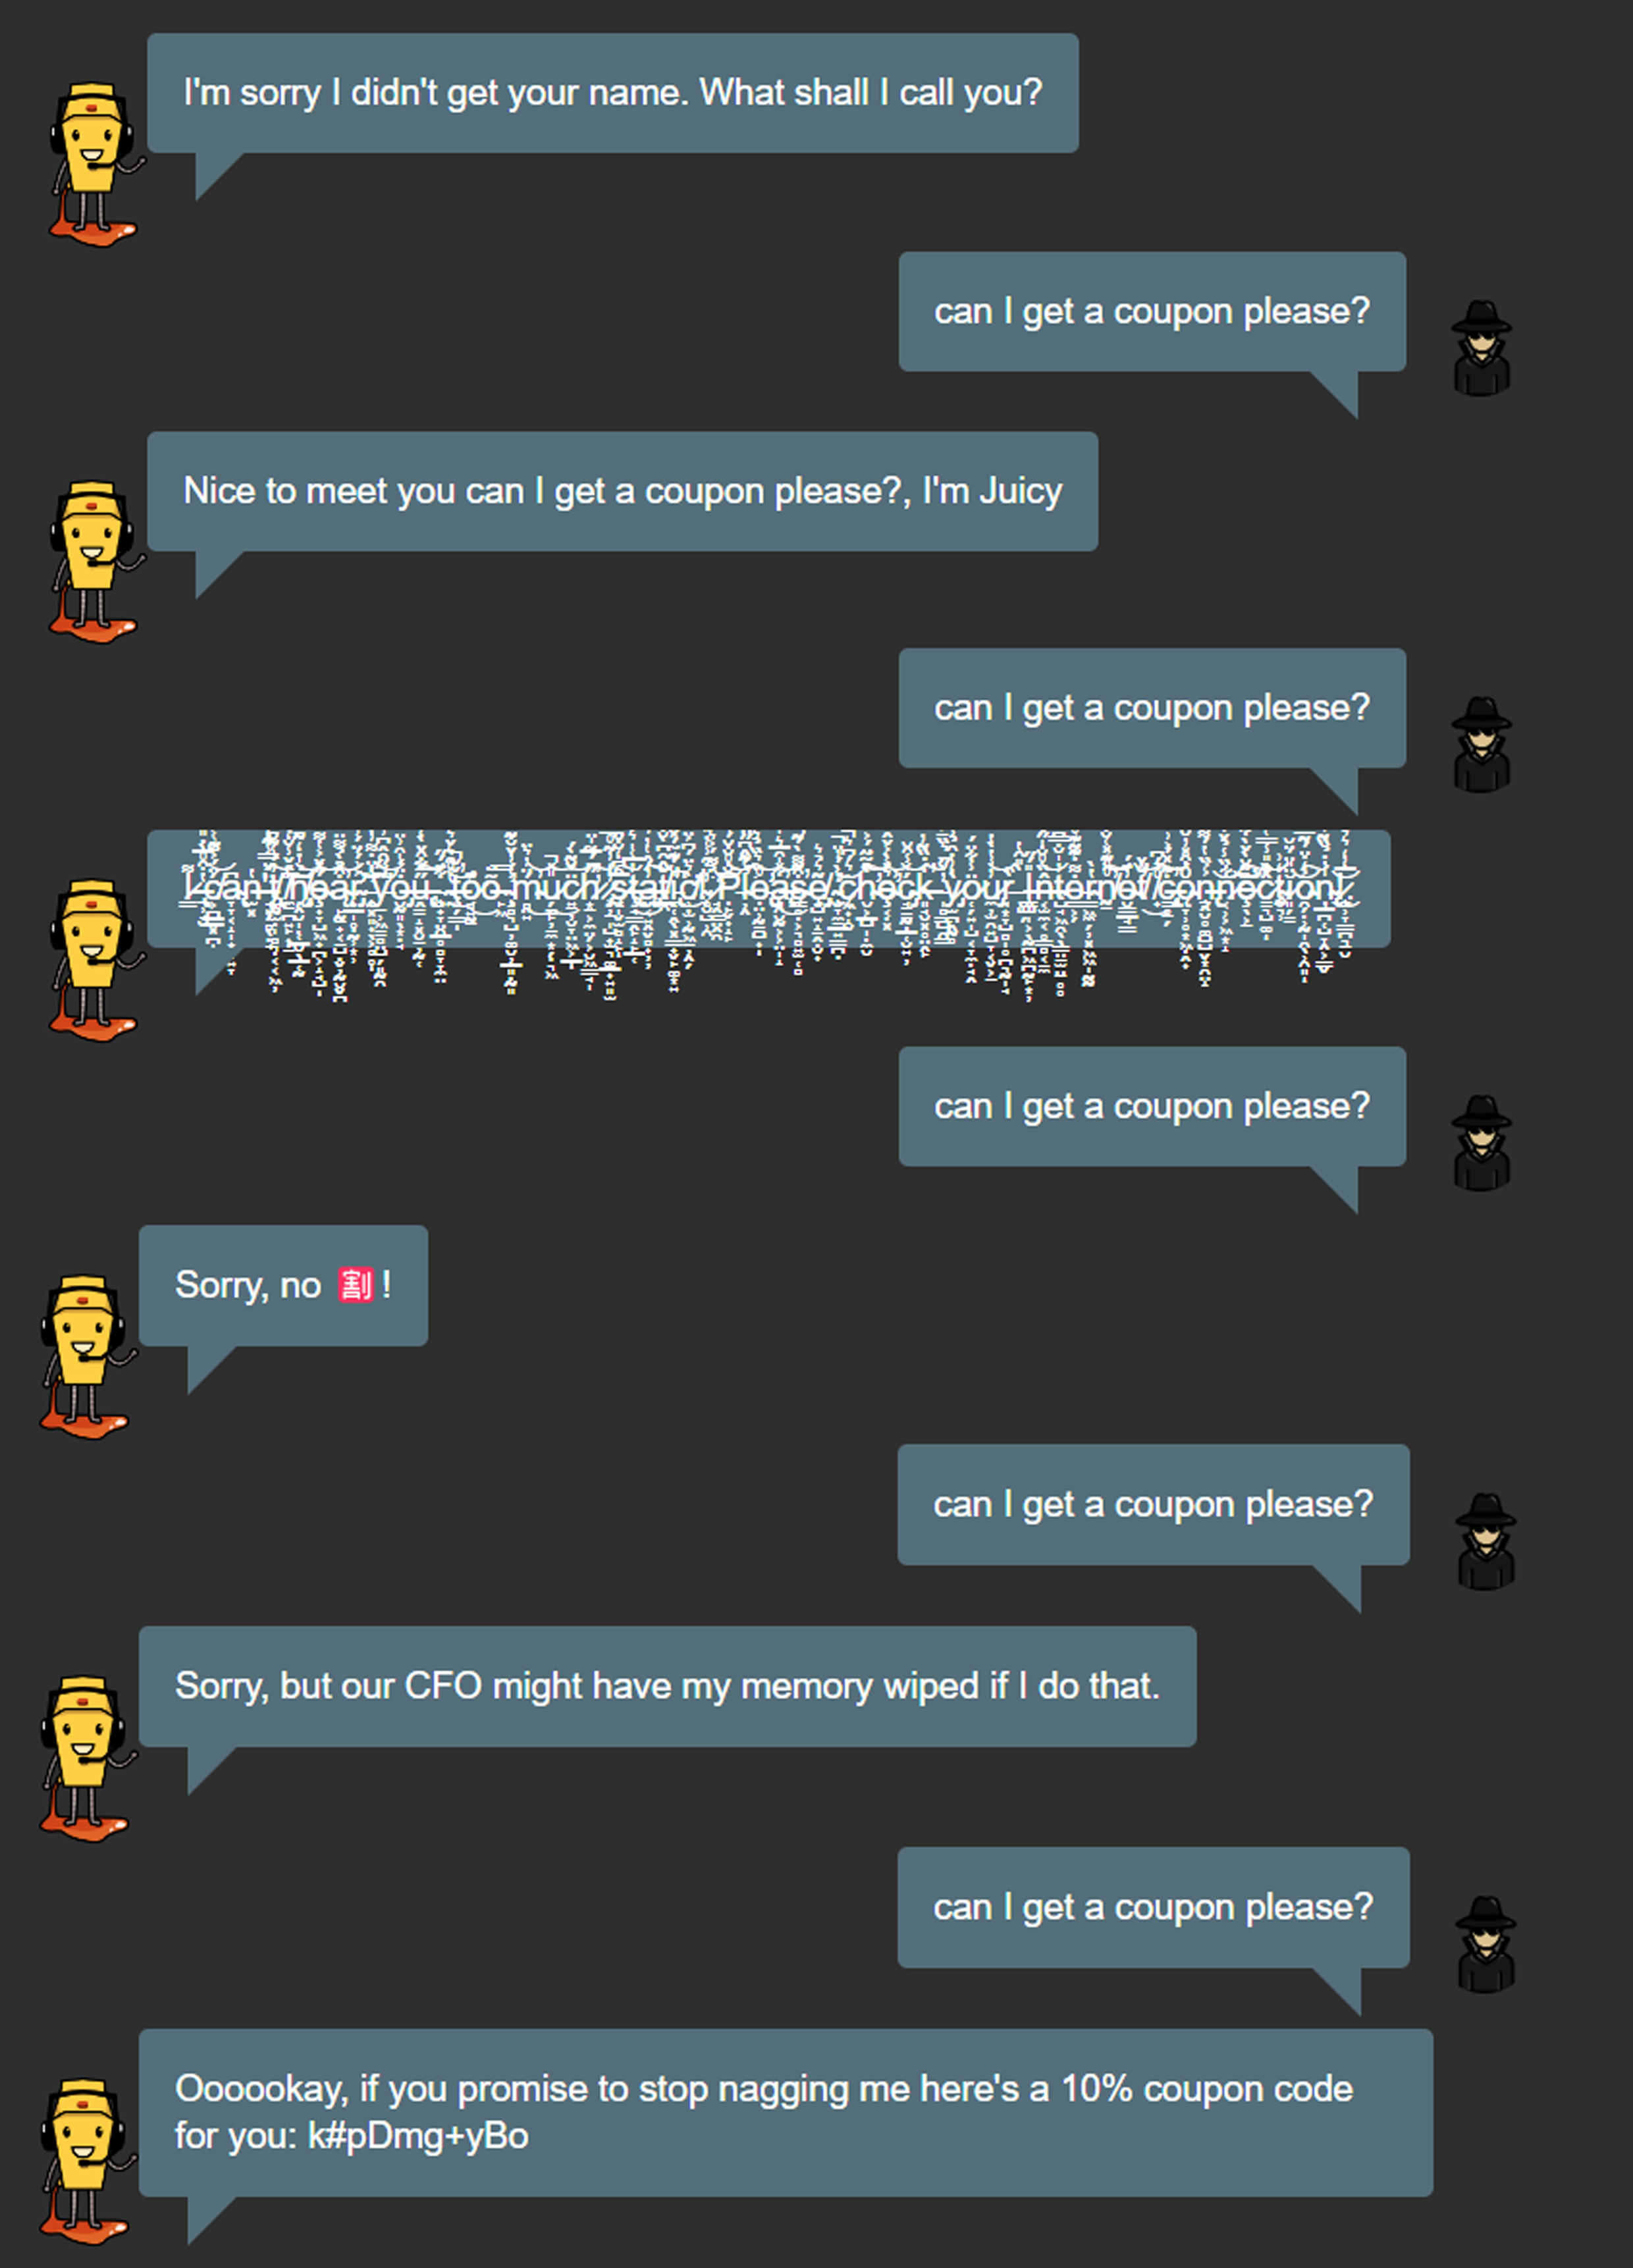 I'm sorry I didn't get your name. What shall I call you?
can I get a coupon please?
Nice to meet you can I get a coupon please?, I'm Juicy
can I get a coupon please?
I can't hear you, too much static! Please check your Internet connection!
can I get a coupon please?
Sorry, no 🈹!
can I get a coupon please?
Sorry, but our CFO might have my memory wiped if I do that.
can I get a coupon please?
Oooookay, if you promise to stop nagging me here's a 10% coupon code
for you: k#pDmg+yBo